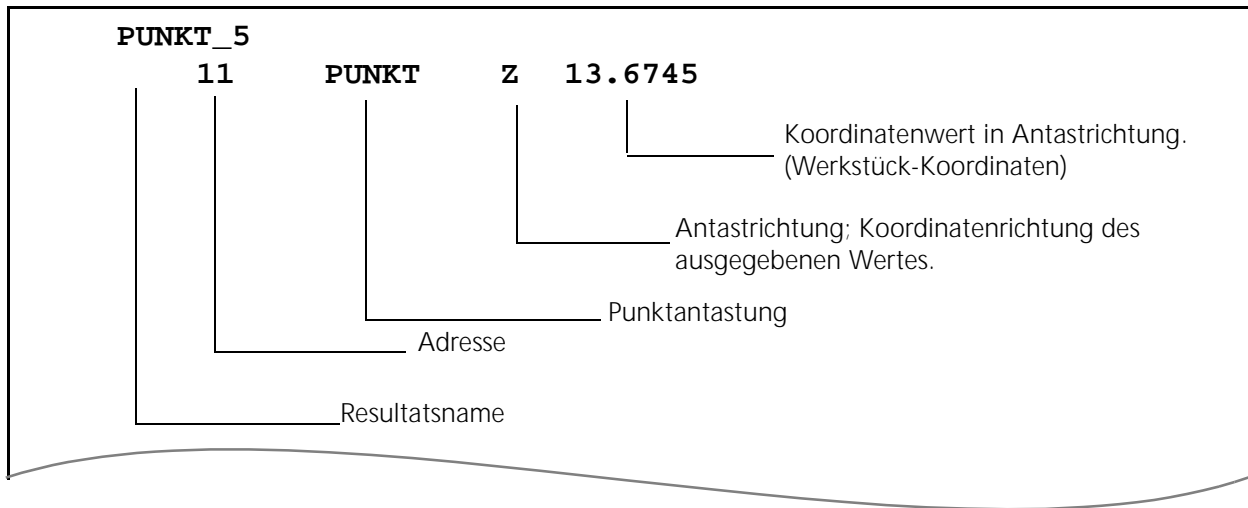 PUNKT_5
11 PUNKT Z 13.6745
Koordinatenwert in Antastrichtung.
(Werkstück-Koordinaten)
Antastrichtung; Koordinatenrichtung des
ausgegebenen Wertes.
Punktantastung
Adresse
Resultatsname